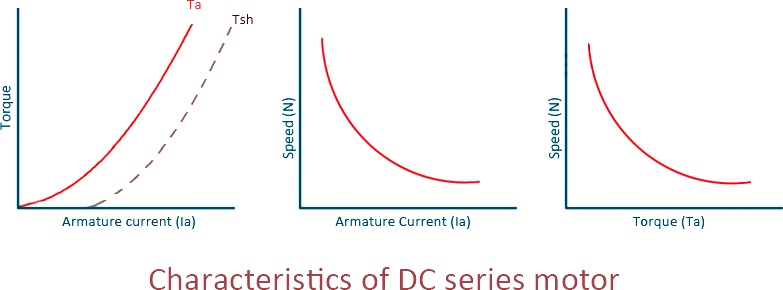 Ta
Tsh
Torque
Armature current (Ia)
Speed (N)
Armature Current (Ia)
Speed (N)
Torque (Ta)
Characteristics of DC series motor